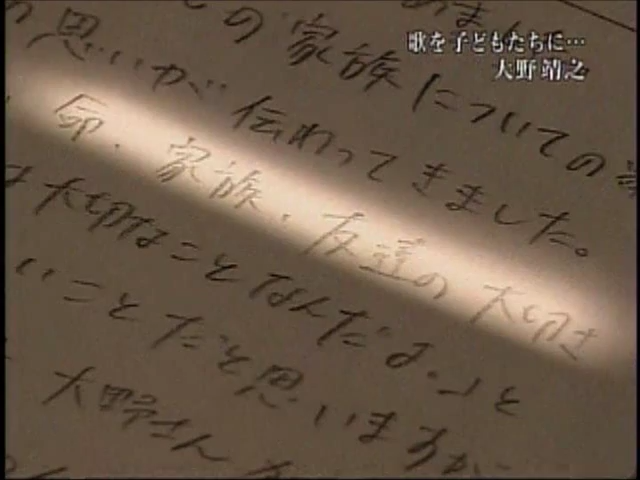 歌を子どもたちに…
大野靖之
の家族についての
の思いが伝わってきました。
命、家族、友達の大切さ
は大切なことなんだよ。」と
いことだと思いますが
大野さん